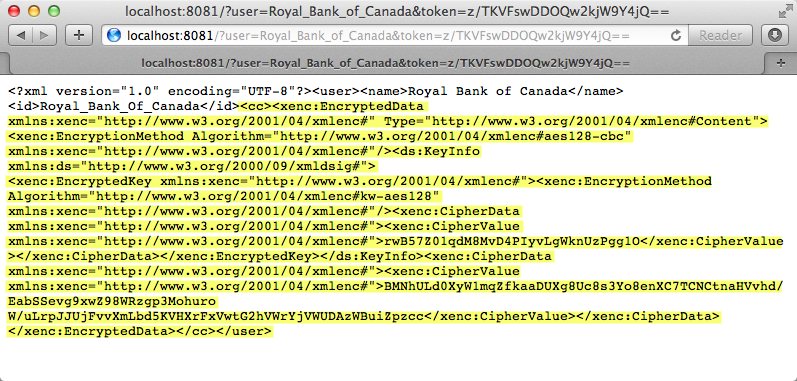 localhost:8081/?user=Royal_Bank_of_Canada&token=z/TKVFswDDOQw2kjW9Y4jQ==
localhost:8081/?user=Royal_Bank_of_Canada&token=z/TKVFswDDOQw2kjW9Y4jQ==
Reader
localhost:8081/?user=Royal_Bank_of_Canada&token=z/TKVFswDDOQw2kjW9Y4jQ==
<?xml version="1.0" encoding="UTF-8"?><user><name>Royal Bank of Canada</name>
<id>Royal_Bank_Of_Canada</id><cc><xenc:EncryptedData
xmlns:xenc="http://www.w3.org/2001/04/xmlenc#" Type="http://www.w3.org/2001/04/xmlenc#Content">
<xenc:EncryptionMethod Algorithm="http://www.w3.org/2001/04/xmlenc#aes128-cbc"
xmlns:xenc="http://www.w3.org/2001/04/xmlenc#"/><ds:KeyInfo
xmlns:ds="http://www.w3.org/2000/09/xmldsig#">
<xenc:EncryptedKey xmlns:xenc="http://www.w3.org/2001/04/xmlenc#"><xenc:EncryptionMethod
Algorithm="http://www.w3.org/2001/04/xmlenc#kw-aes128"
xmlns:xenc="http://www.w3.org/2001/04/xmlenc#"/><xenc:CipherData
xmlns:xenc="http://www.w3.org/2001/04/xmlenc#"><xenc:CipherValue
xmlns:xenc="http://www.w3.org/2001/04/xmlenc#">rwB57Z01qdM8MvD4PIyvLgWknUzPgg1O</xenc:CipherValue
></xenc:CipherData></xenc:EncryptedKey></ds:KeyInfo><xenc:CipherData
xmlns:xenc="http://www.w3.org/2001/04/xmlenc#"><xenc:CipherValue
xmlns:xenc="http://www.w3.org/2001/04/xmlenc#">BMNhULd0XyWlmqZfkaaDUXg8Uc8s3Yo8enXC7TCNCtnaHVvhd/
EabSSevg9xwZ98WRzgp3Mohuro
W/uLrpJJUjFvvXmLbd5KVHXrFxVwtG2hVWrYjVWUDAzWBuiZpzcc</xenc:CipherValue></xenc:CipherData>
</xenc:EncryptedData></cc></user>